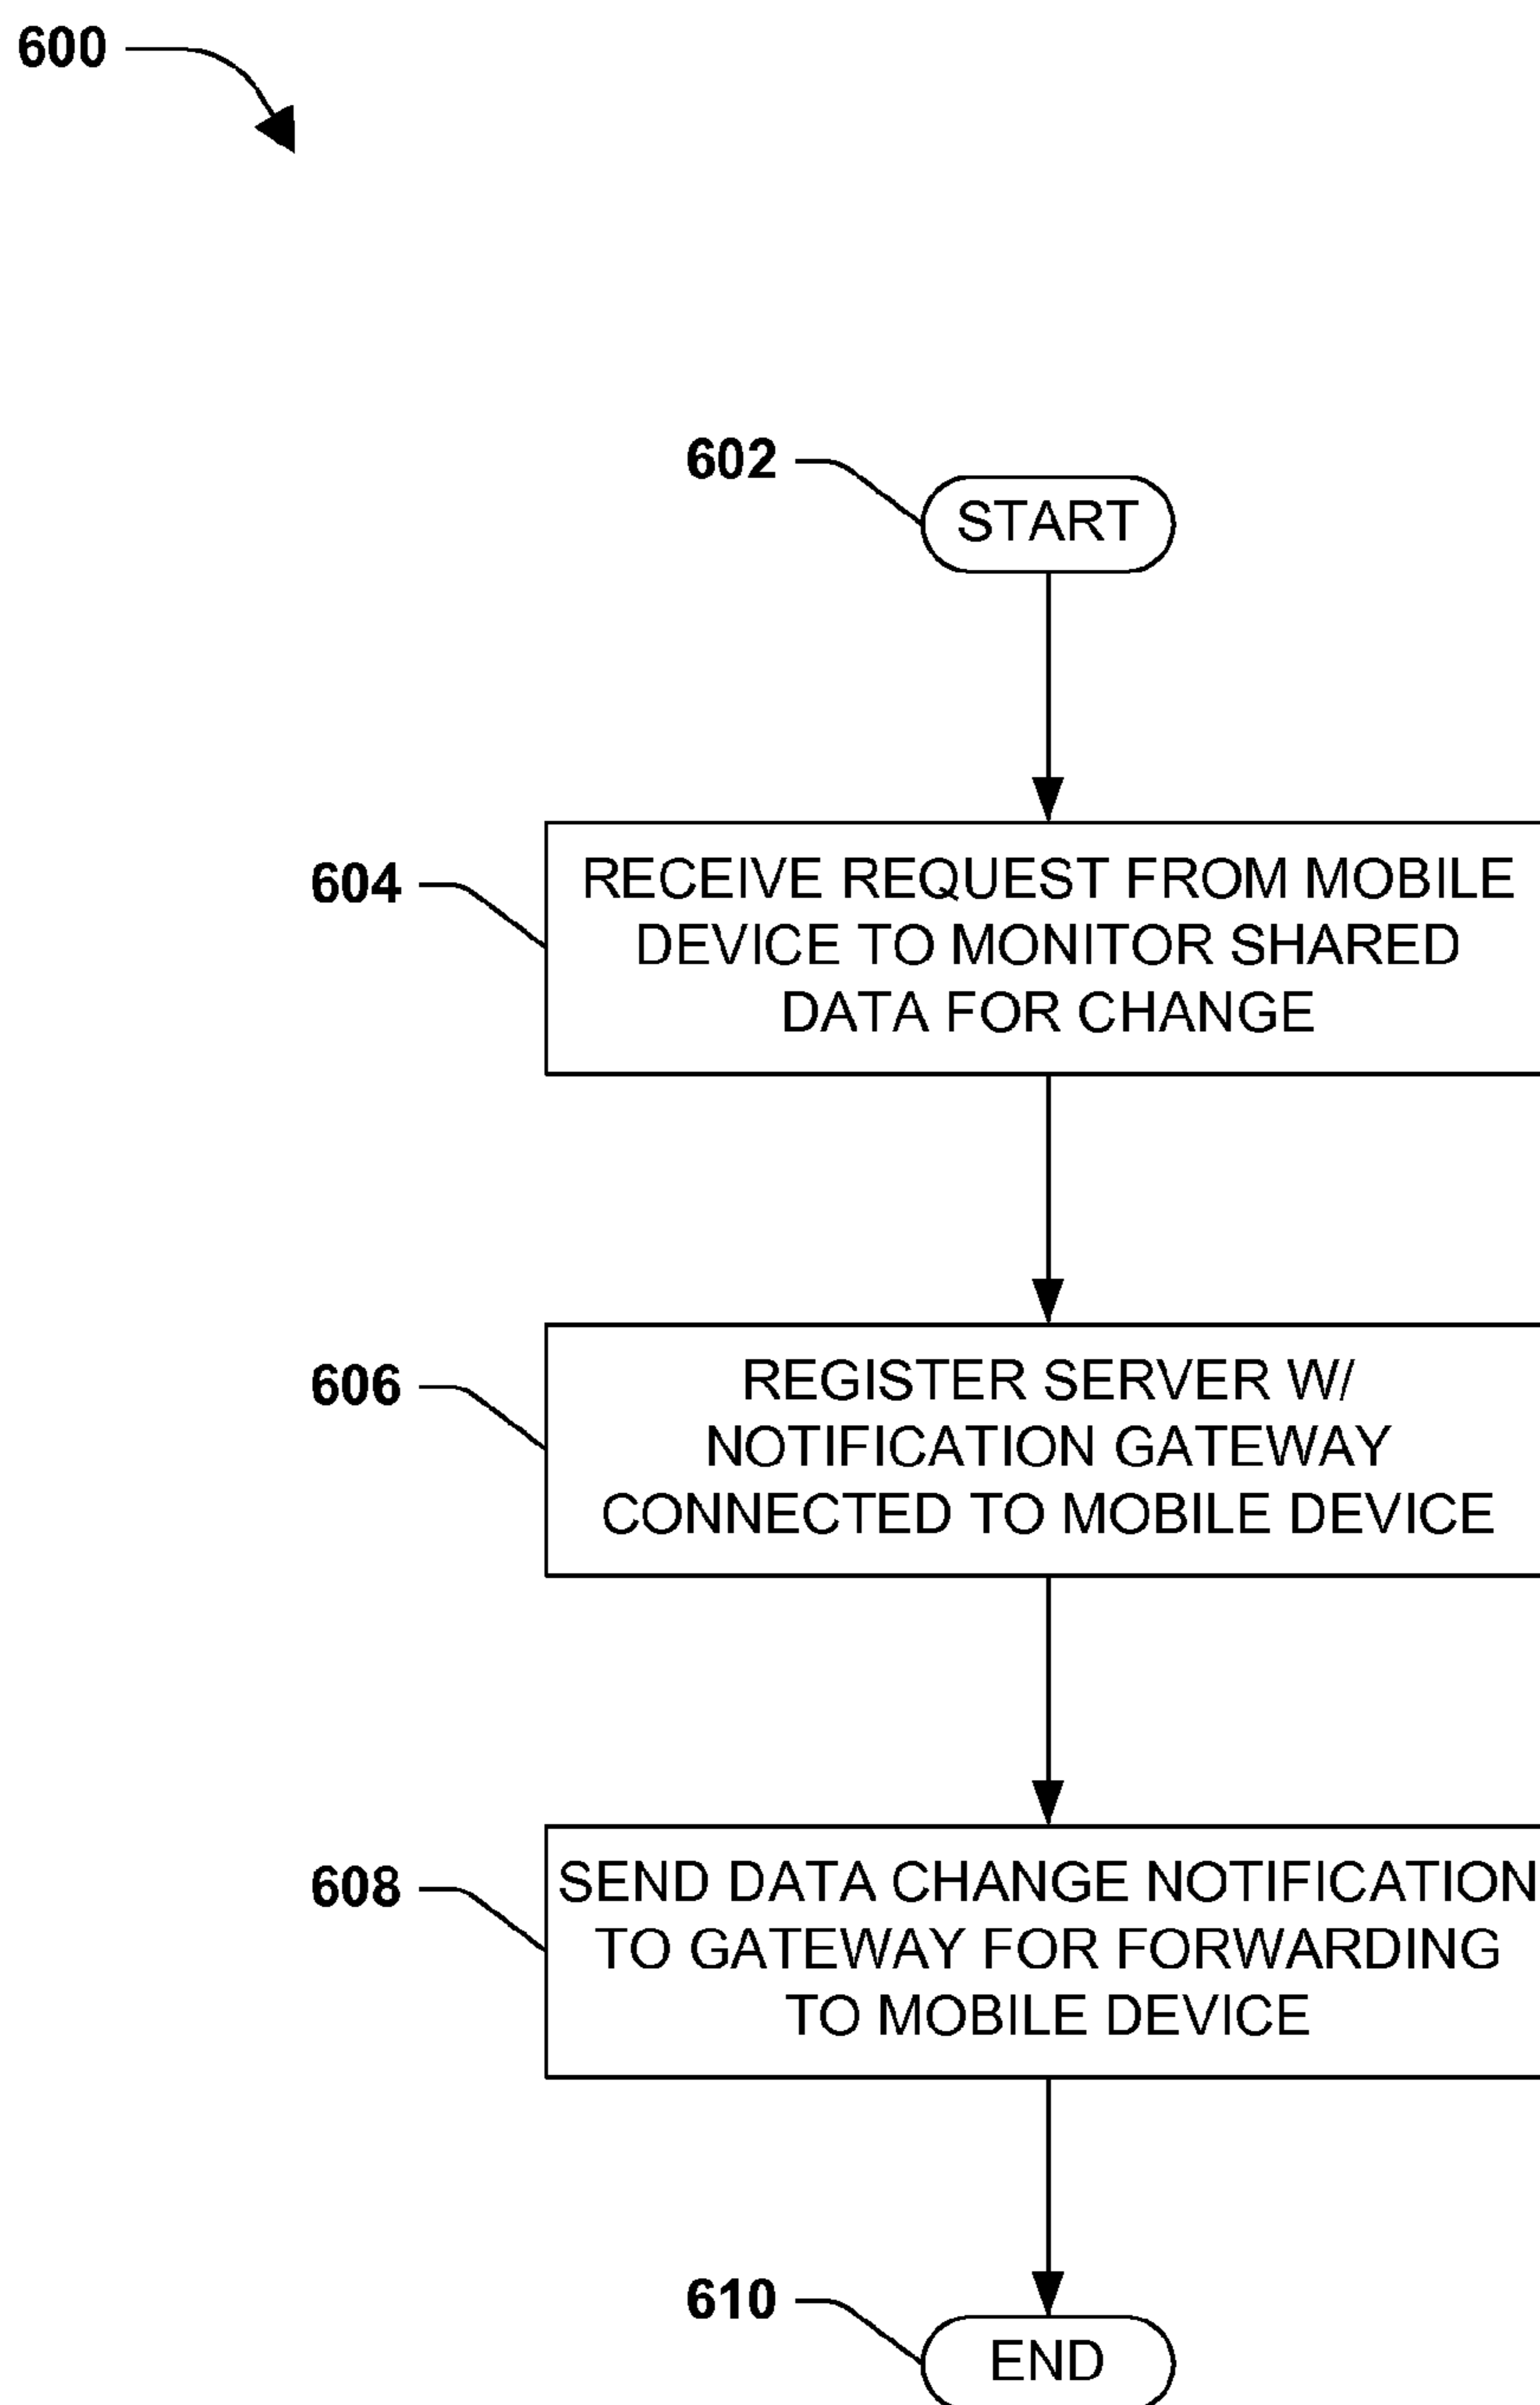 600
602
START
604
RECEIVE REQUEST FROM MOBILE
DEVICE TO MONITOR SHARED
DATA FOR CHANGE
606
REGISTER SERVER W/
NOTIFICATION GATEWAY
CONNECTED TO MOBILE DEVICE
608
SEND DATA CHANGE NOTIFICATION
TO GATEWAY FOR FORWARDING
TO MOBILE DEVICE
610
END